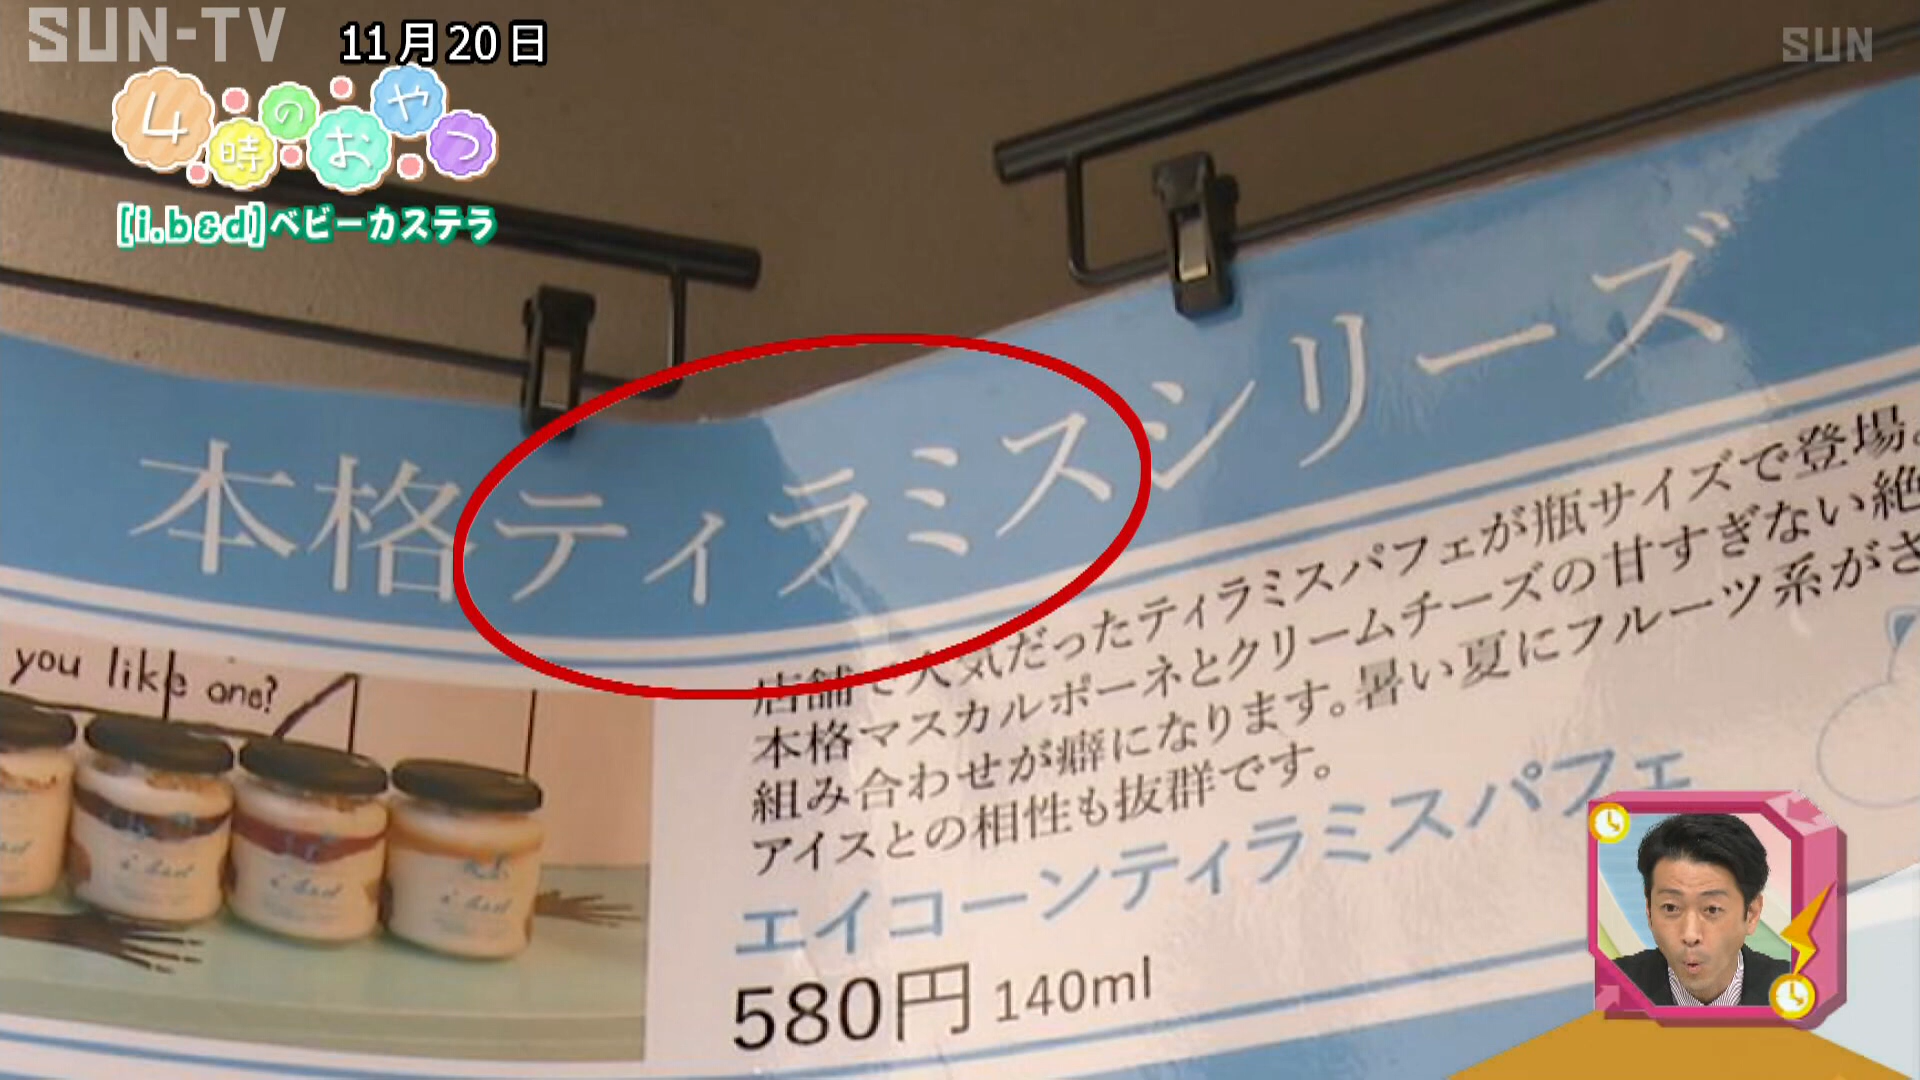 SUN-TV
11月20日
SUN
4時のおやつ
[i.b&d]ベビーカステラ
本格ティラミスシリーズ
店舗で人気だったティラミスパフェが瓶サイズで登場。
本格マスカルポーネとクリームチーズの甘すぎない絶
組み合わせが癖になります。暑い夏にフルーツ系がさ
アイスとの相性も抜群です。
エイコーンティラミスパフェ
580円 140ml
you like one?